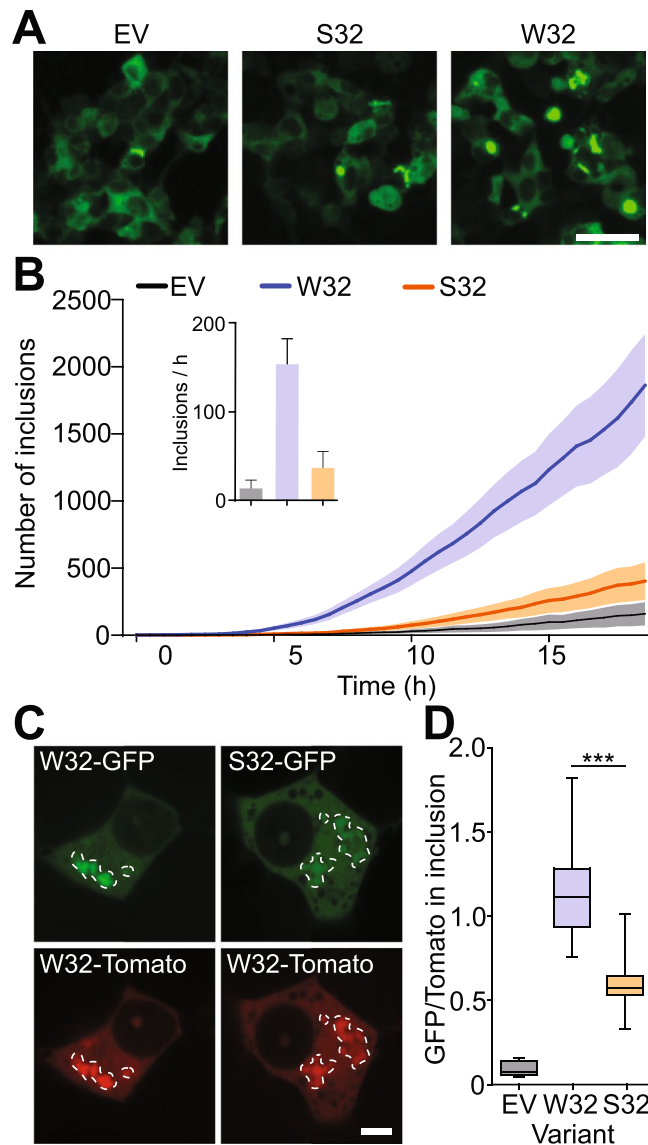 A
EV S32 W32
B
EV W32 S32
2500
2000
1500
1000
500
0
Number of inclusions
200
100
0
Inclusions / h
0 5 10 15
Time (h)
C
W32-GFP S32-GFP
W32-Tomato W32-Tomato
D
2.0
1.5
1.0
0.5
0
GFP/Tomato in inclusion
***
EV W32 S32
Variant